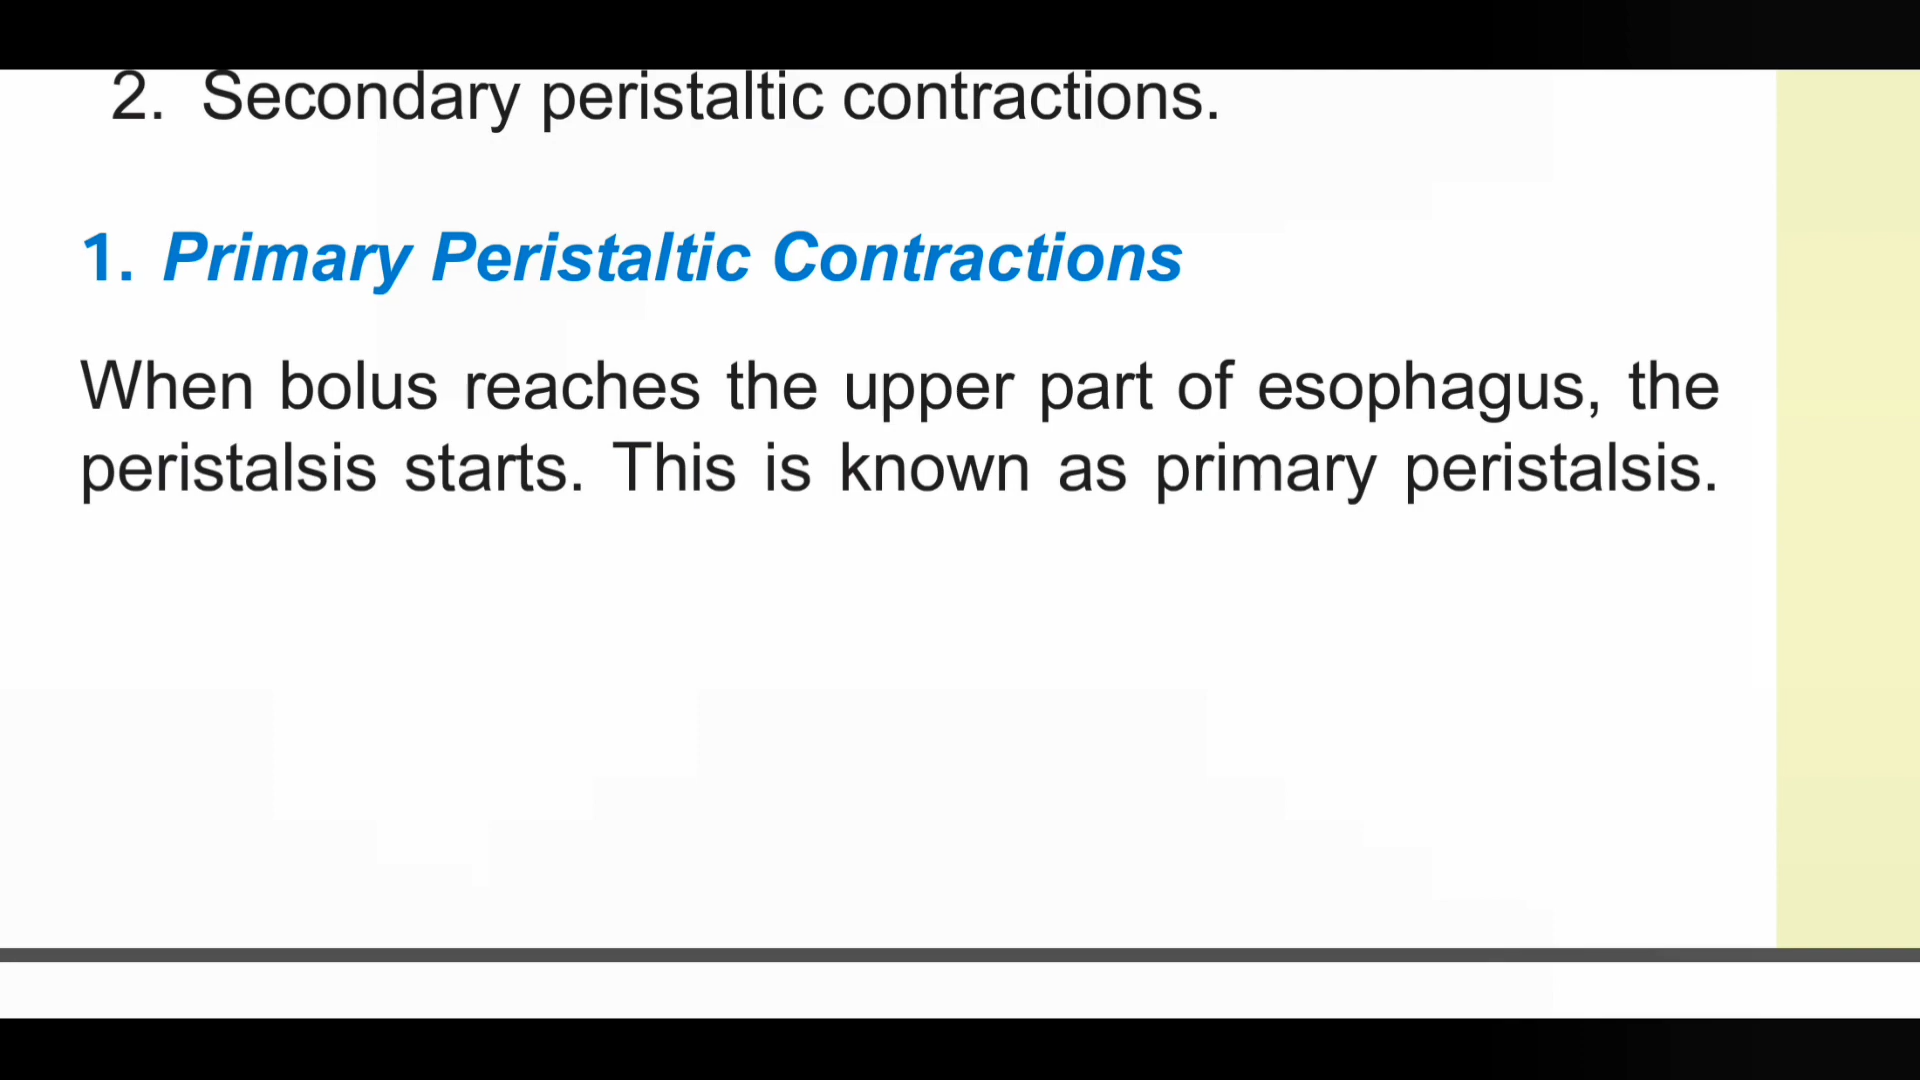 2. Secondary peristaltic contractions.
1. Primary Peristaltic Contractions
When bolus reaches the upper part of esophagus, the
peristalsis starts. This is known as primary peristalsis.